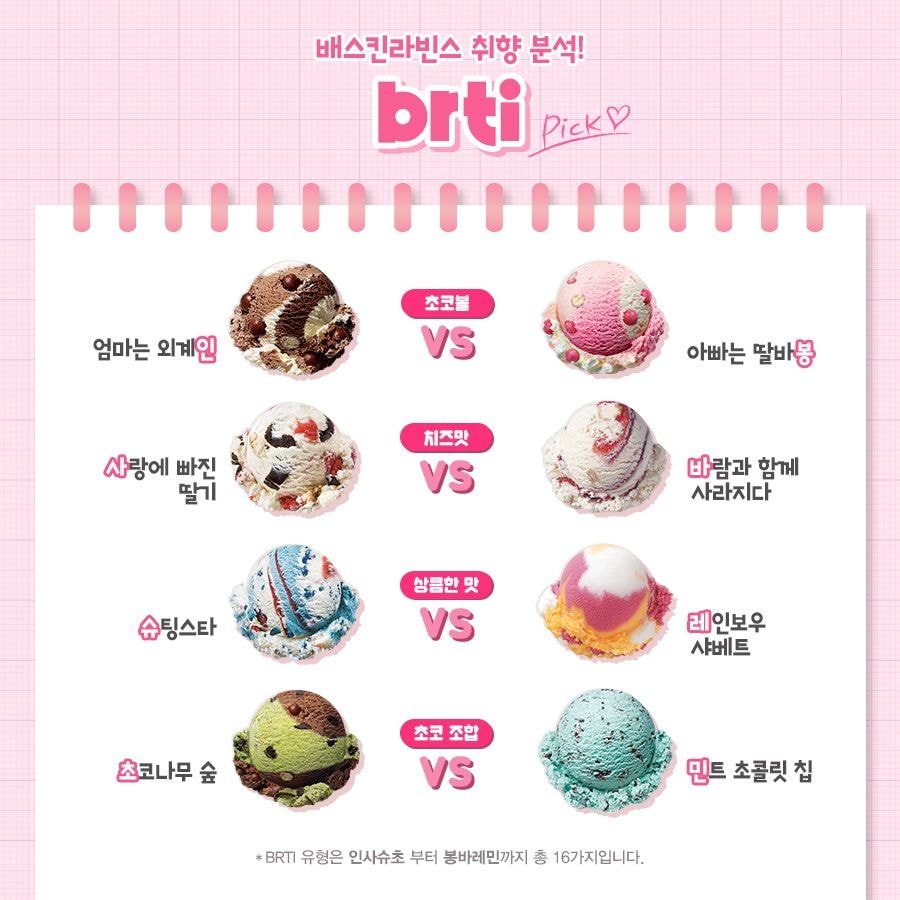 배스킨라빈스 취향 분석!
brti Pick♡
초코볼
VS
엄마는 외계인
아빠는 딸바봉
치즈맛
VS
사랑에 빠진
딸기
바람과 함께
사라지다
상큼한 맛
VS
슈팅스타
레인보우
샤베트
초코 조합
VS
초코나무 숲
민트 초콜릿 칩
*BRTI 유형은 인사슈초 부터 봉바레민까지 총 16가지입니다.